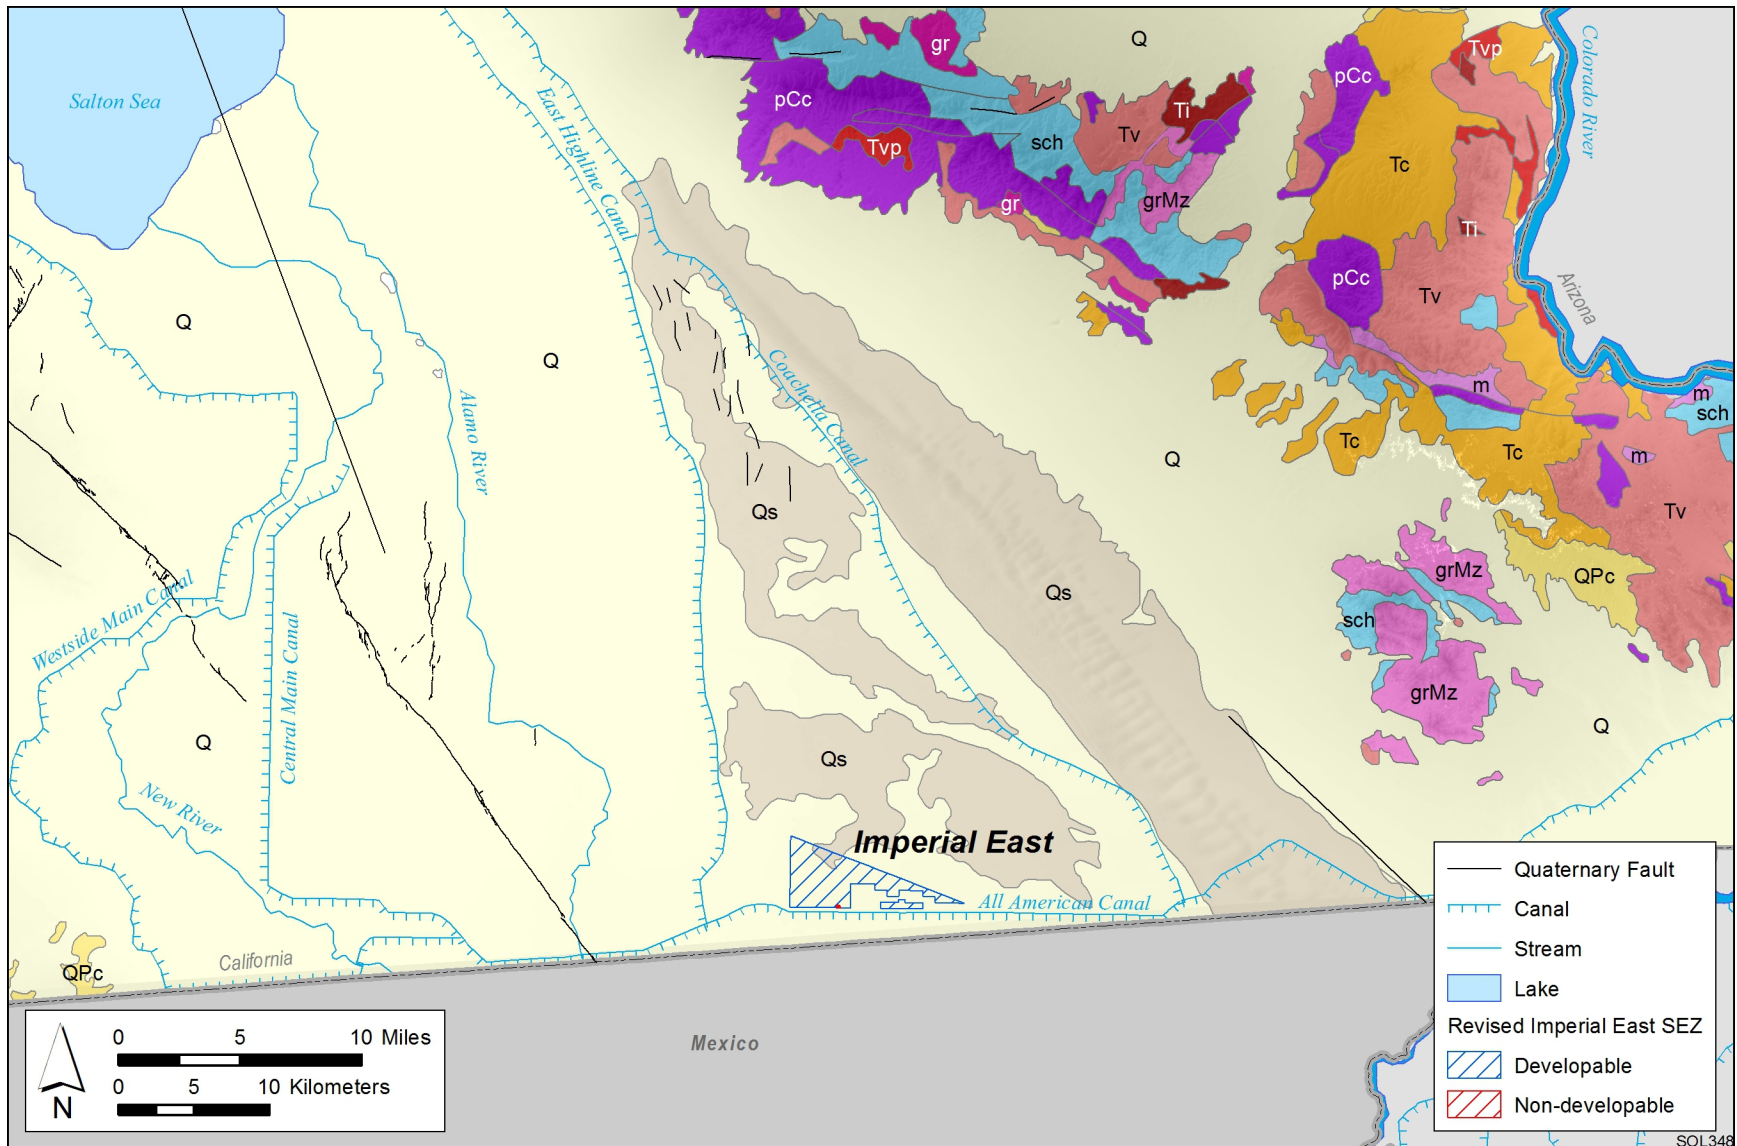 Salton Sea
East Highline Canal
gr
Q
pCc
Tvp
Colorado River
pCc
Tvp
sch
Tv
Ti
Tc
gr
grMz
Ti
pCc
Tv
Arizona
Q
Q
Alamo River
Coachella Canal
m
m
sch
Tc
Q
Tc
m
Qs
Tv
Westside Main Canal
Qs
grMz
QPc
sch
Central Main Canal
grMz
Q
New River
Qs
Q
Imperial East
All American Canal
California
QPc
Mexico
0 5 10 Miles
0 5 10 Kilometers
N
Quaternary Fault
Canal
Stream
Lake
Revised Imperial East SEZ
Developable
Non-developable
SOL348